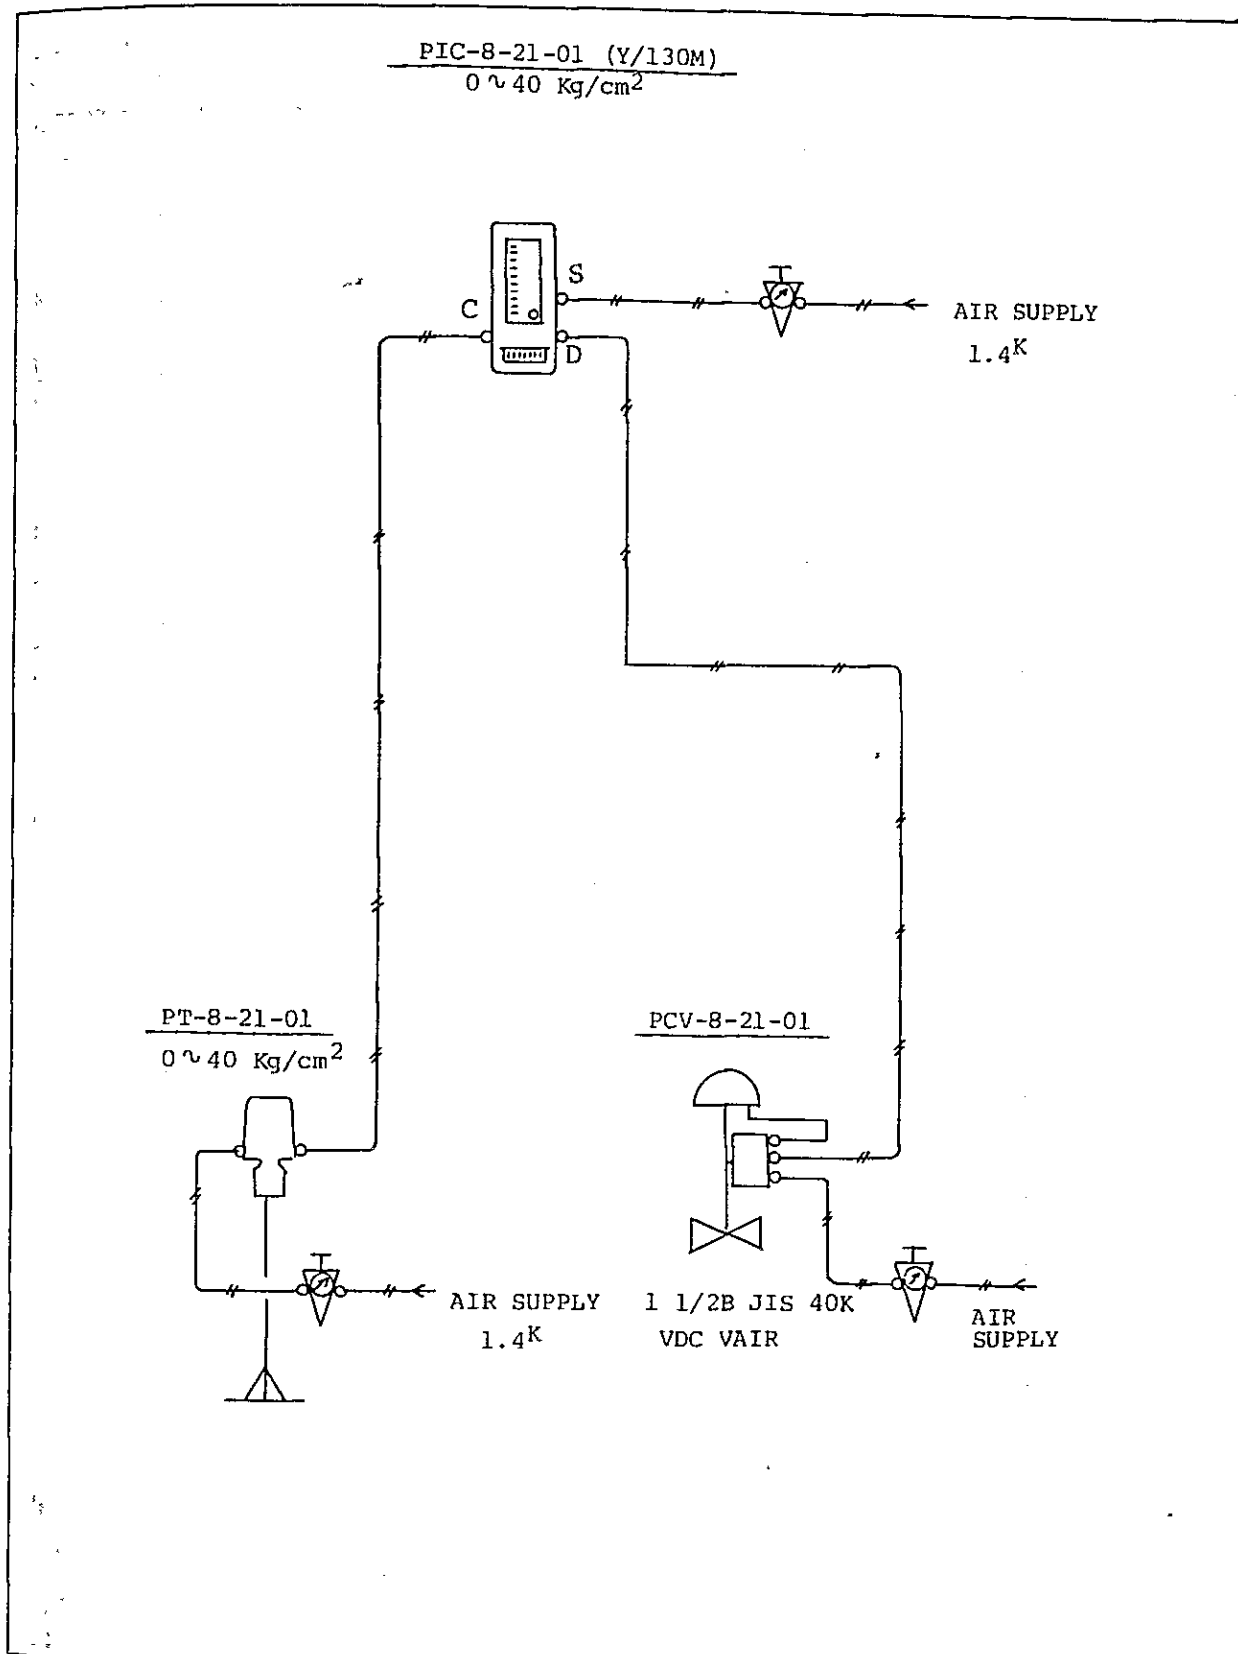 PIC-8-21-01 (Y/130M)
0 ∿ 40 Kg/cm²
S
C
D
AIR SUPPLY
1.4ᴷ
PT-8-21-01
0 ∿ 40 Kg/cm²
PCV-8-21-01
AIR SUPPLY
1.4ᴷ
1 1/2B JIS 40K
VDC VAIR
AIR
SUPPLY